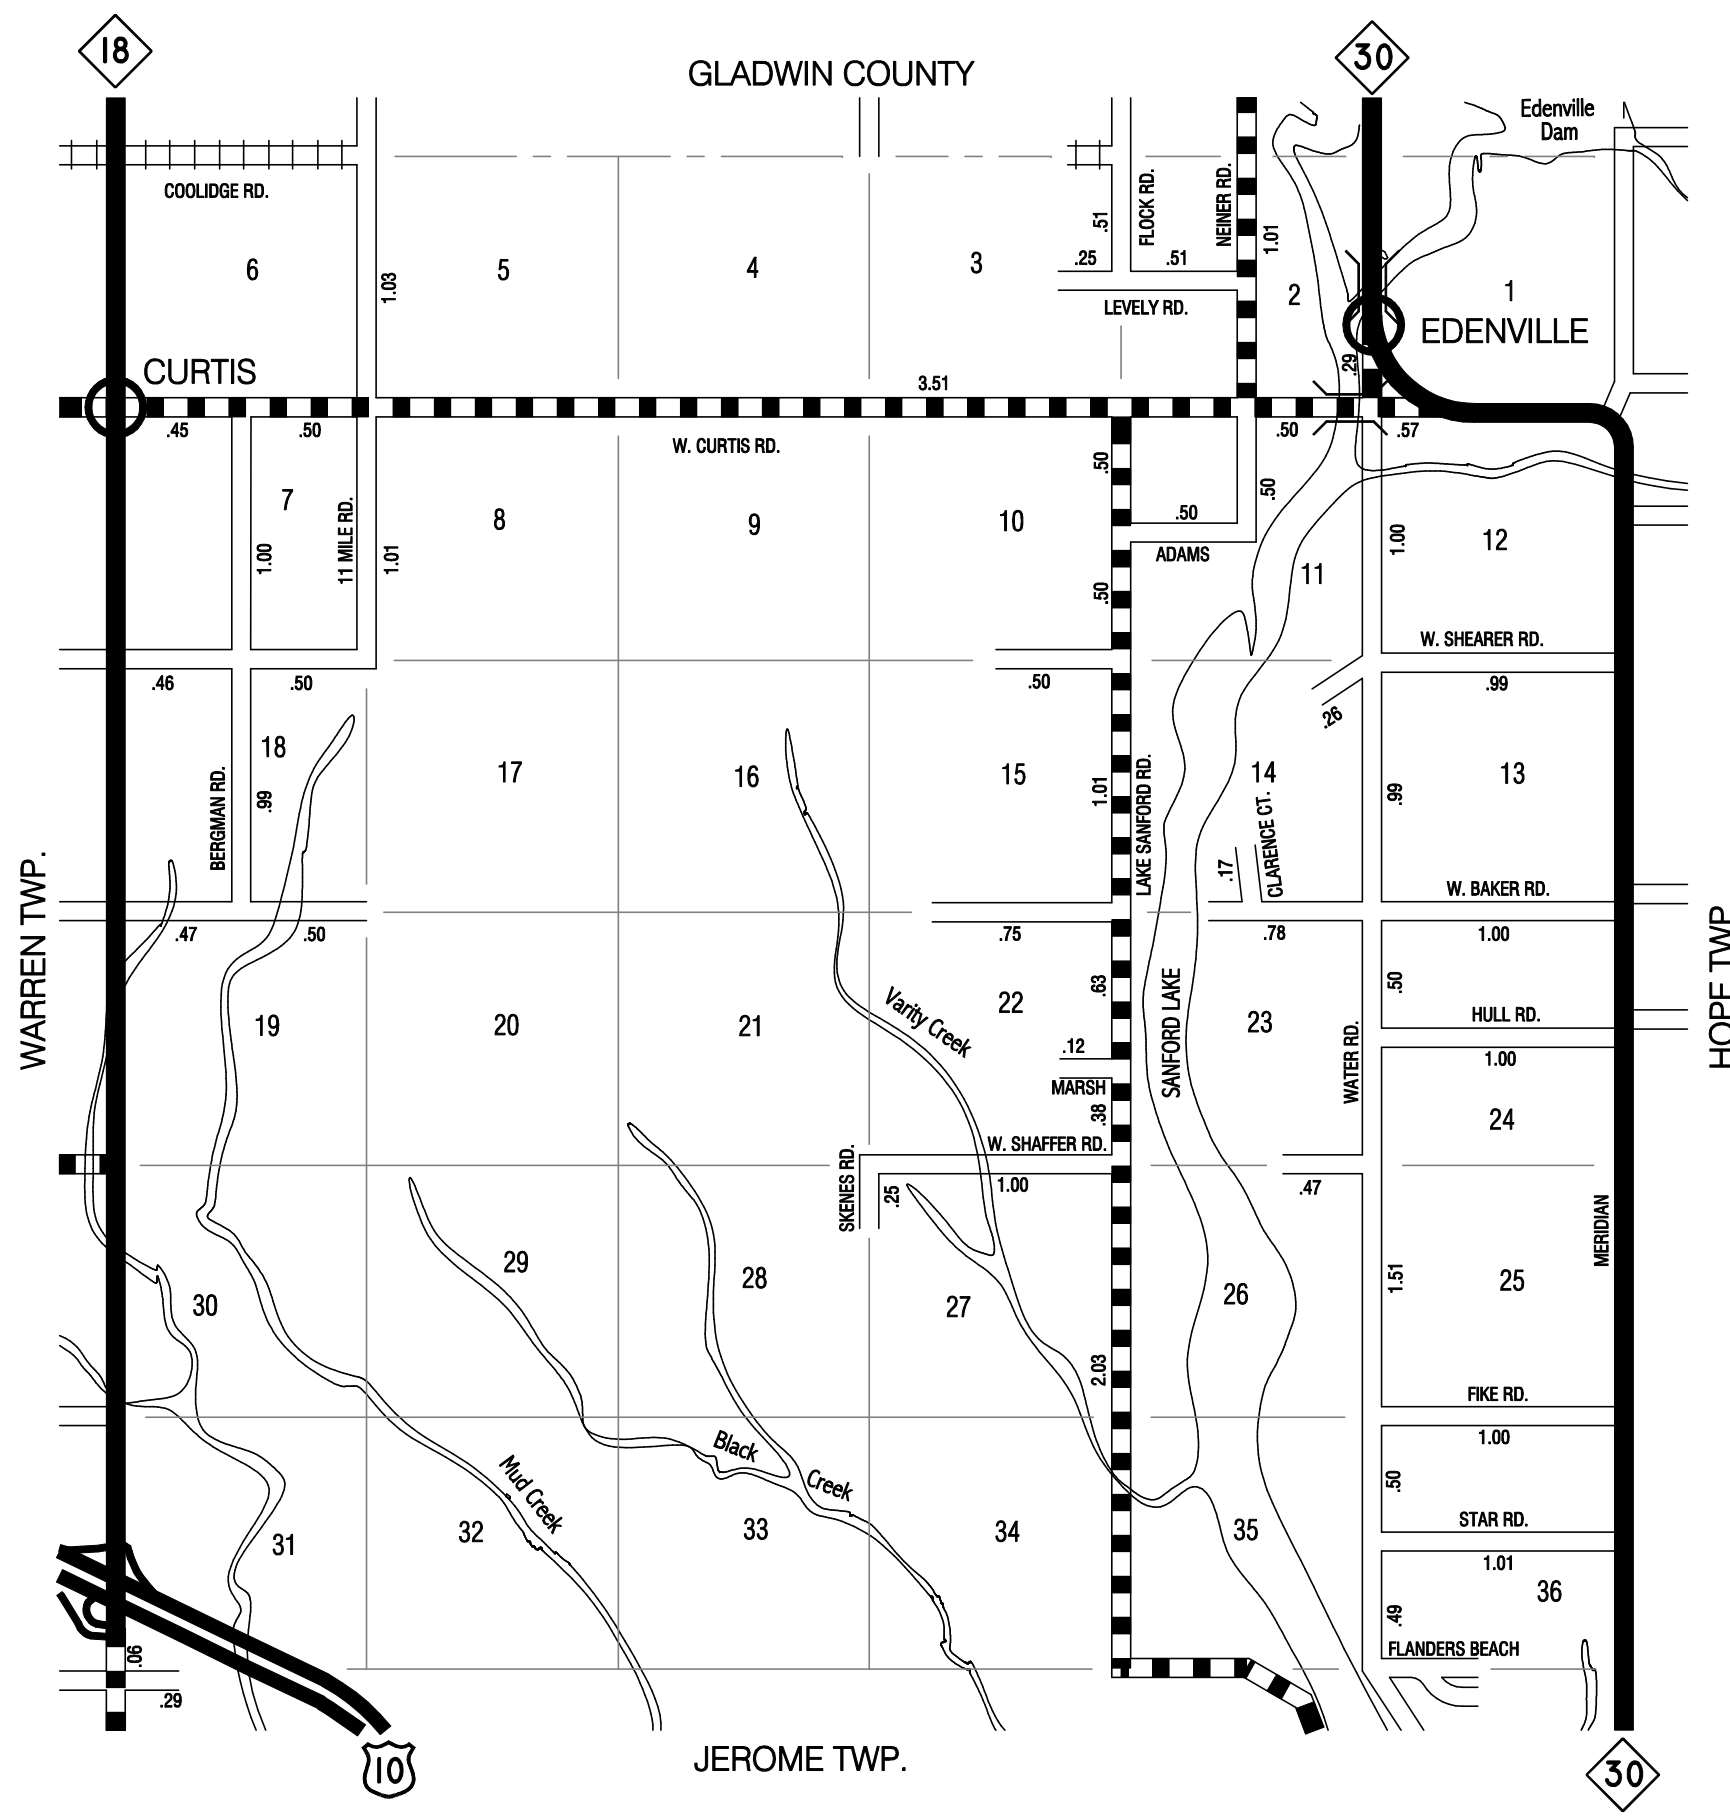 18
30
GLADWIN COUNTY
Edenville
Dam
COOLIDGE RD.
FLOCK RD.
NEINER RD.
.51
1.01
6
5
4
3
.25
.51
1.03
2
1
LEVELY RD.
EDENVILLE
CURTIS
.29
3.51
.45
.50
.50
.57
W. CURTIS RD.
.50
.50
7
8
9
10
.50
11 MILE RD.
1.00
1.01
ADAMS
1.00
12
11
.50
W. SHEARER RD.
.46
.50
.50
.99
.26
18
17
16
15
14
13
BERGMAN RD.
.99
1.01
LAKE SANFORD RD.
CLARENCE CT.
.17
.99
W. BAKER RD.
.47
.50
.75
.78
1.00
WARREN TWP.
HOPE TWP.
.63
.50
19
20
21
Varity Creek
22
SANFORD LAKE
23
HULL RD.
WATER RD.
.12
1.00
MARSH
.38
24
W. SHAFFER RD.
SKENES RD.
.25
1.00
.47
MERIDIAN
29
28
30
27
26
25
1.51
2.03
FIKE RD.
1.00
Black
Creek
Mud Creek
.50
31
32
33
34
35
STAR RD.
1.01
36
.49
FLANDERS BEACH
.06
.29
10
JEROME TWP.
30